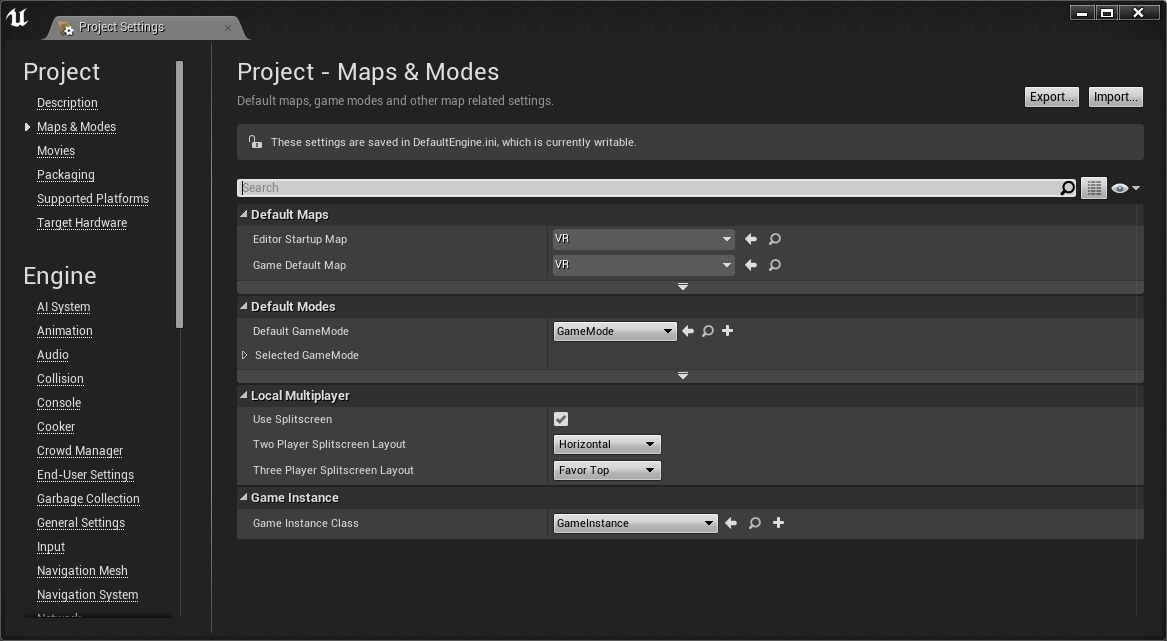 Project Settings
Project
Description
Maps & Modes
Movies
Packaging
Supported Platforms
Target Hardware
Engine
AI System
Animation
Audio
Collision
Console
Cooker
Crowd Manager
End-User Settings
Garbage Collection
General Settings
Input
Navigation Mesh
Navigation System
Project - Maps & Modes
Default maps, game modes and other map related settings.
Export...
Import...
These settings are saved in DefaultEngine.ini, which is currently writable.
Search
Default Maps
Editor Startup Map VR
Game Default Map VR
Default Modes
Default GameMode GameMode
Selected GameMode
Local Multiplayer
Use Splitscreen
Two Player Splitscreen Layout Horizontal
Three Player Splitscreen Layout Favor Top
Game Instance
Game Instance Class GameInstance